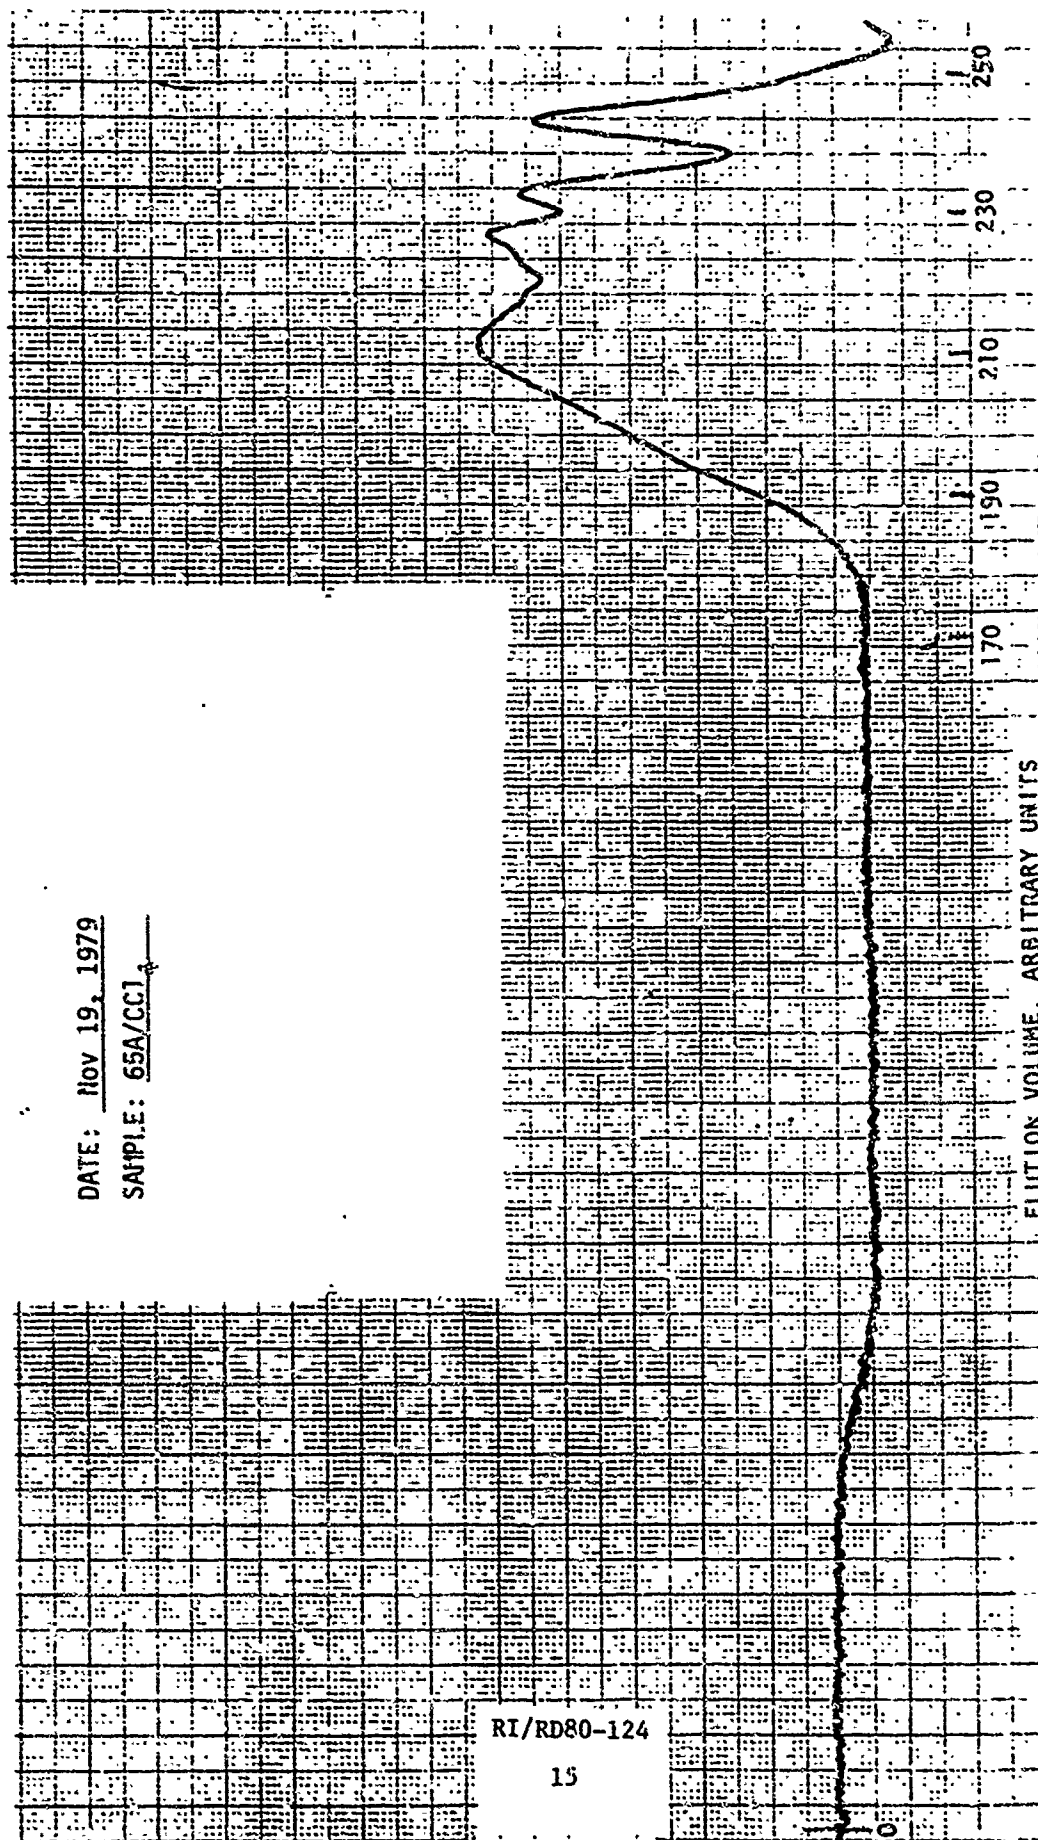 DATE: Nov 19, 1979
SAMPLE: 65A/CCl
0
170
190
210
230
250
ELUTION VOLUME, ARBITRARY UNITS
RI/RD80-124
15